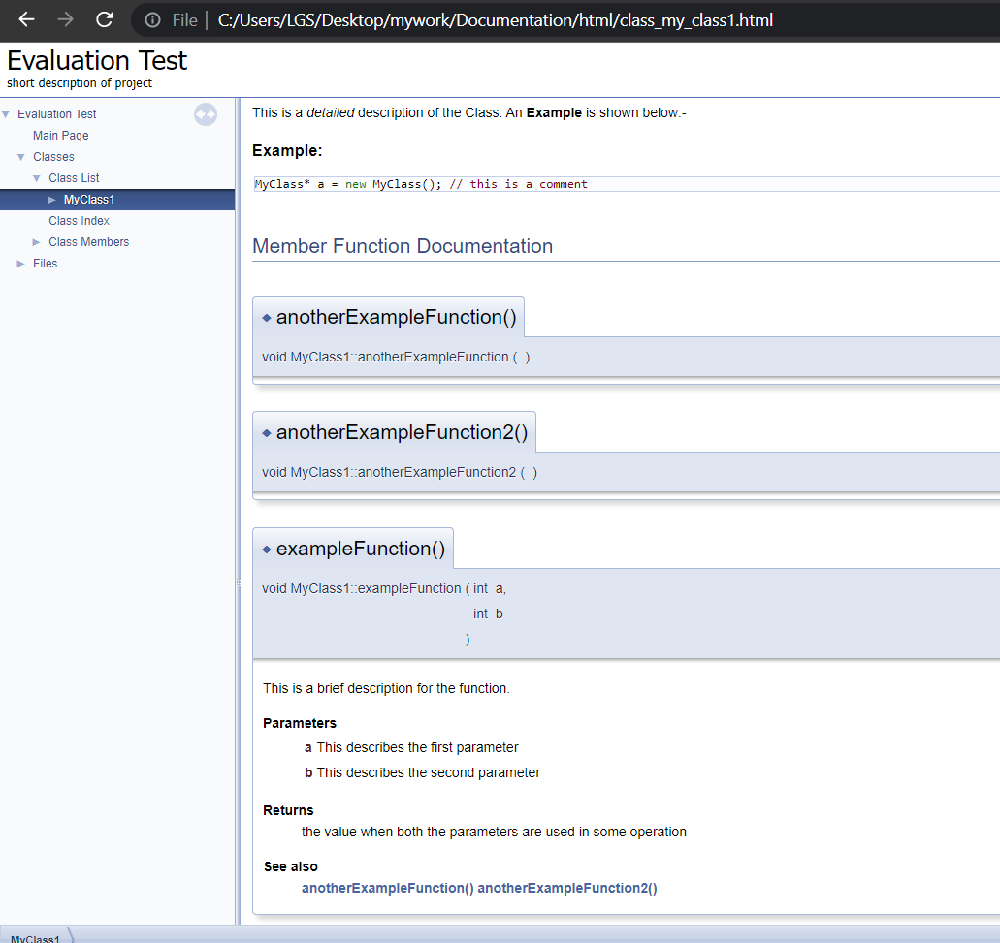 File | C:/Users/LGS/Desktop/mywork/Documentation/html/class_my_class1.html
Evaluation Test
short description of project
Evaluation Test
Main Page
Classes
Class List
MyClass1
Class Index
Class Members
Files
This is a detailed description of the Class. An Example is shown below:-
Example:
MyClass* a = new MyClass(); // this is a comment
Member Function Documentation
◆ anotherExampleFunction()
void MyClass1::anotherExampleFunction ( )
◆ anotherExampleFunction2()
void MyClass1::anotherExampleFunction2 ( )
◆ exampleFunction()
void MyClass1::exampleFunction ( int a,
int b
)
This is a brief description for the function.
Parameters
a This describes the first parameter
b This describes the second parameter
Returns
the value when both the parameters are used in some operation
See also
anotherExampleFunction() anotherExampleFunction2()
MyClass1